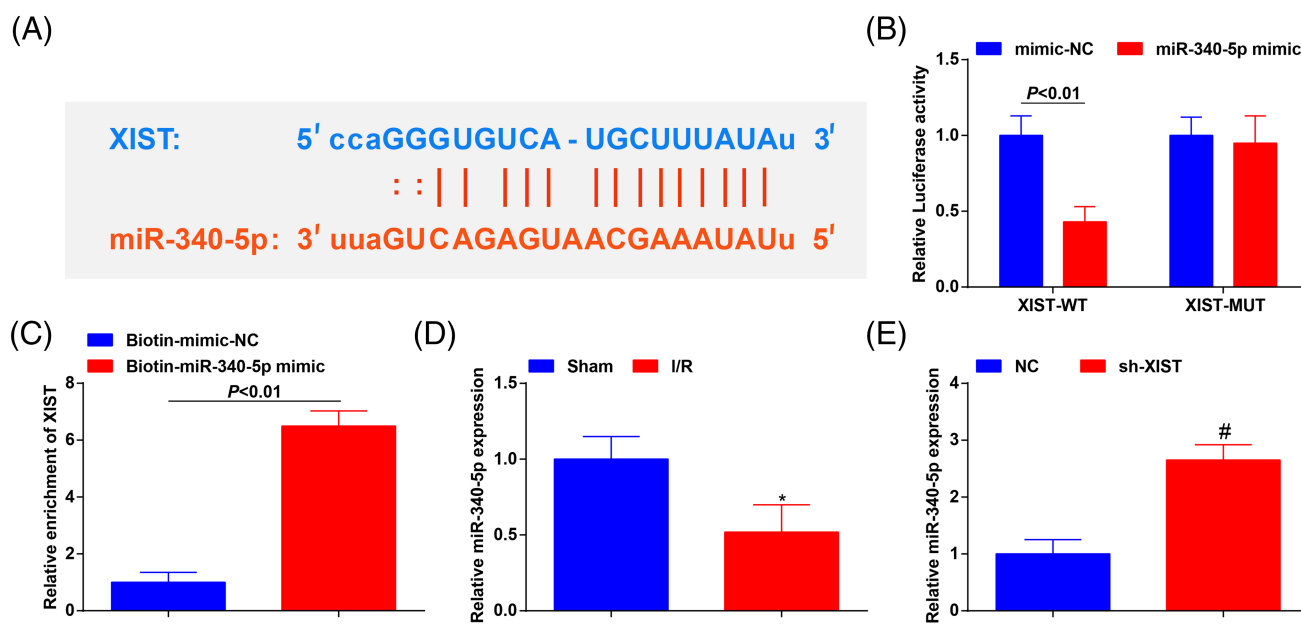 (A)
XIST: 5′ ccaGGGUGUCA - UGCUUUAUAu 3′
: : | | | | | | | | | | | | | |
miR-340-5p: 3′ uuaGUCAGAGUAACGAAAUAUu 5′
(B)
mimic-NC miR-340-5p mimic
Relative Luciferase activity
1.5
1.0
0.5
0.0
P<0.01
XIST-WT XIST-MUT
(C)
Biotin-mimic-NC
Biotin-miR-340-5p mimic
Relative enrichment of XIST
8
6
4
2
0
P<0.01
(D)
Sham I/R
Relative miR-340-5p expression
1.5
1.0
0.5
0.0
*
(E)
NC sh-XIST
Relative miR-340-5p expression
4
3
2
1
0
#